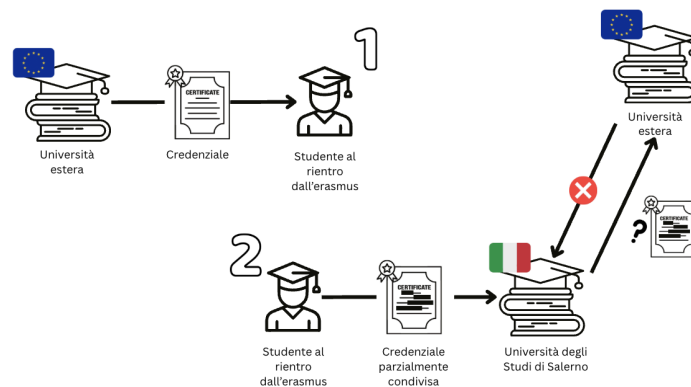 1
CERTIFICATE
Università
estera
Credenziale
Studente al
rientro
dall'erasmus
Università
estera
?
CERTIFICATE
2
CERTIFICATE
Studente al
rientro
dall'erasmus
Credenziale
parzialmente
condivisa
Università degli
Studi di Salerno